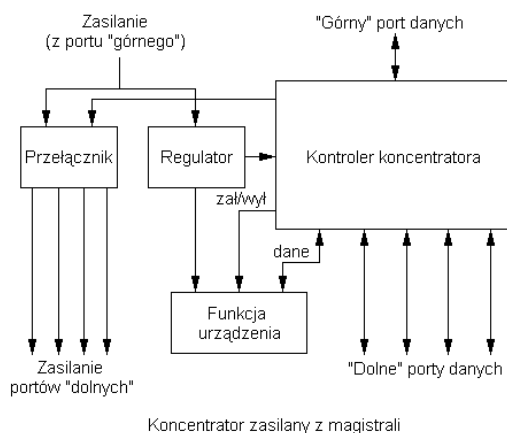 Zasilanie
(z portu "górnego")
"Górny" port danych
Przełącznik
Regulator
Kontroler koncentratora
zał/wył
dane
Funkcja
urządzenia
Zasilanie
portów "dolnych"
"Dolne" porty danych
Koncentrator zasilany z magistrali